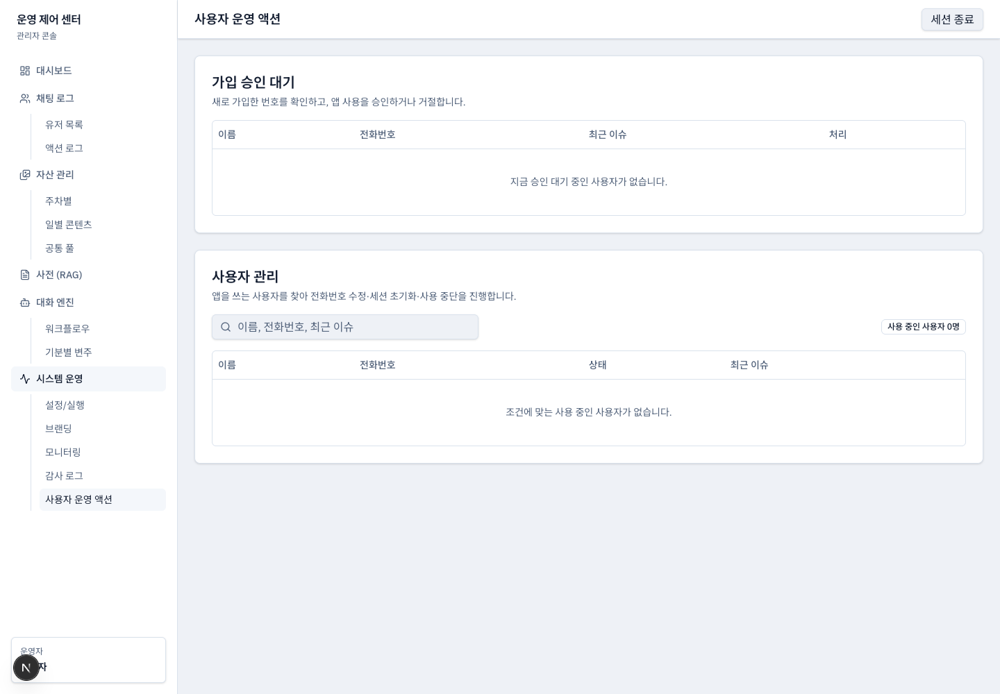 운영 제어 센터
관리자 콘솔
대시보드
채팅 로그
유저 목록
액션 로그
자산 관리
주차별
일별 콘텐츠
공통 풀
사전 (RAG)
대화 엔진
워크플로우
기분별 변주
시스템 운영
설정/실행
브랜딩
모니터링
감사 로그
사용자 운영 액션
운영자
자
N
사용자 운영 액션
세션 종료
가입 승인 대기
새로 가입한 번호를 확인하고, 앱 사용을 승인하거나 거절합니다.
이름 전화번호 최근 이슈 처리
지금 승인 대기 중인 사용자가 없습니다.
사용자 관리
앱을 쓰는 사용자를 찾아 전화번호 수정·세션 초기화·사용 중단을 진행합니다.
이름, 전화번호, 최근 이슈
사용 중인 사용자 0명
이름 전화번호 상태 최근 이슈
조건에 맞는 사용 중인 사용자가 없습니다.